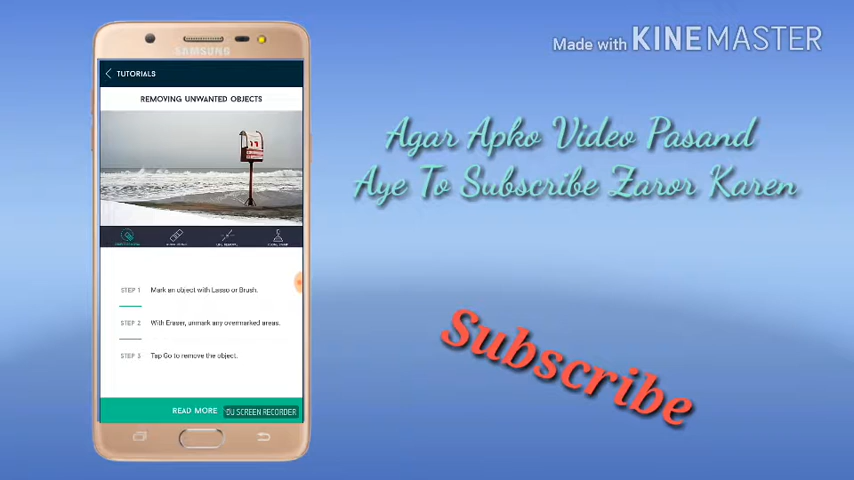 Made with KINEMASTER
SAMSUNG
TUTORIALS
REMOVING UNWANTED OBJECTS
STEP 1 Mark an object with Lasso or Brush.
STEP 2 With Eraser, unmark any overmarked areas.
STEP 3 Tap Go to remove the object.
READ MORE
DU SCREEN RECORDER
Agar Apko Video Pasand
Aye To Subscribe Zaror Karen
Subscribe